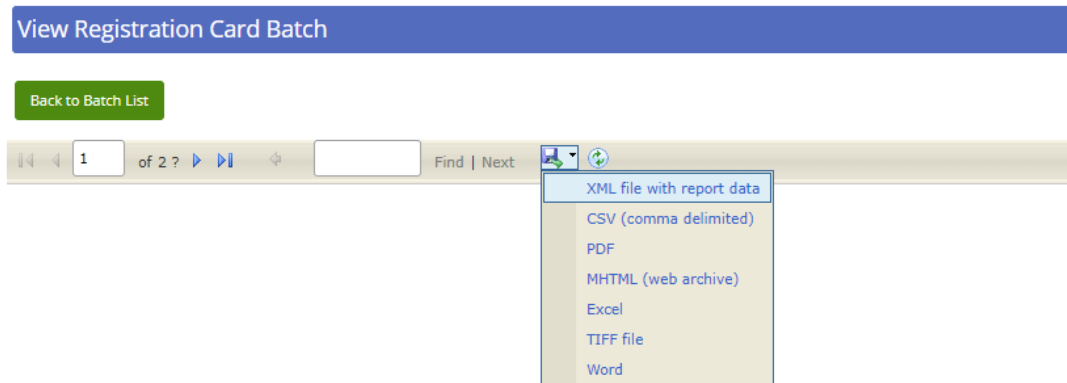 View Registration Card Batch
Back to Batch List
1 of 2 ? Find | Next
XML file with report data
CSV (comma delimited)
PDF
MHTML (web archive)
Excel
TIFF file
Word